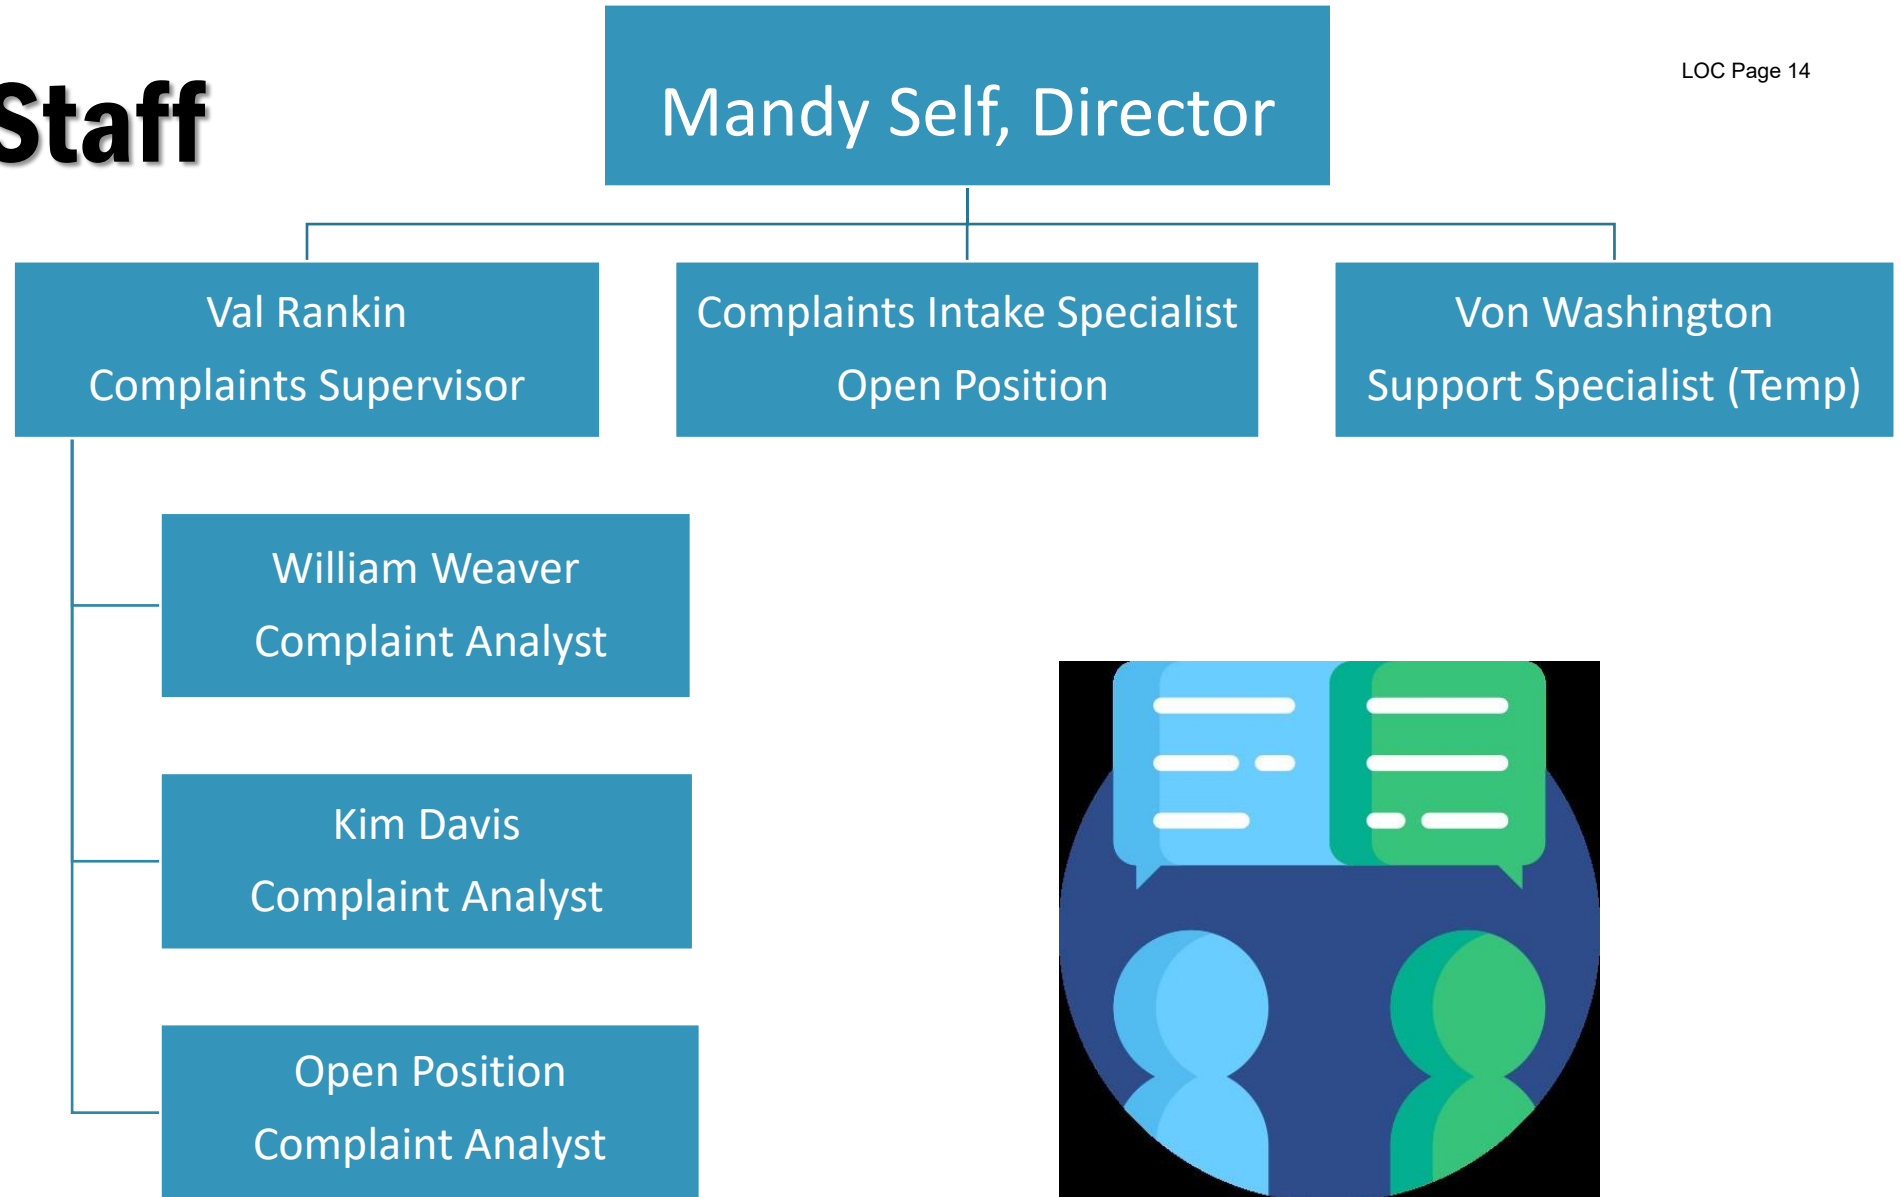 Staff
LOC Page 14
Mandy Self, Director
Val Rankin
Complaints Supervisor
Complaints Intake Specialist
Open Position
Von Washington
Support Specialist (Temp)
William Weaver
Complaint Analyst
Kim Davis
Complaint Analyst
Open Position
Complaint Analyst